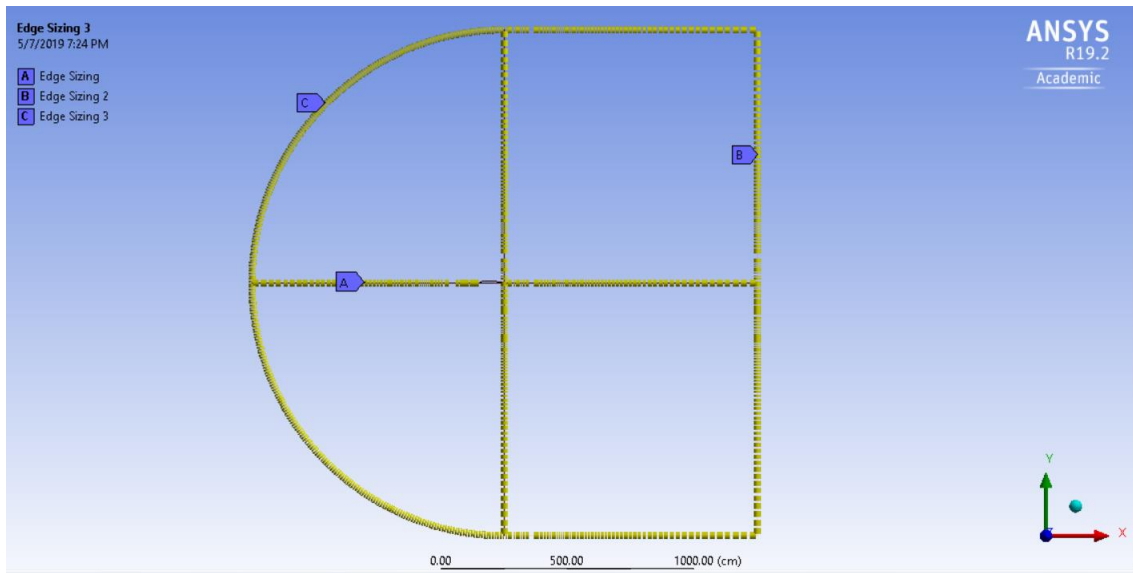 Edge Sizing 3
5/7/2019 7:24 PM
A Edge Sizing
B Edge Sizing 2
C Edge Sizing 3
ANSYS
R19.2
Academic
C
B
A
Y
X
0.00 500.00 1000.00 (cm)